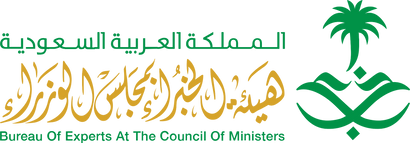 المملكة العربية السعودية
هيئة الخبراء بمجلس الوزراء
Bureau Of Experts At The Council Of Ministers